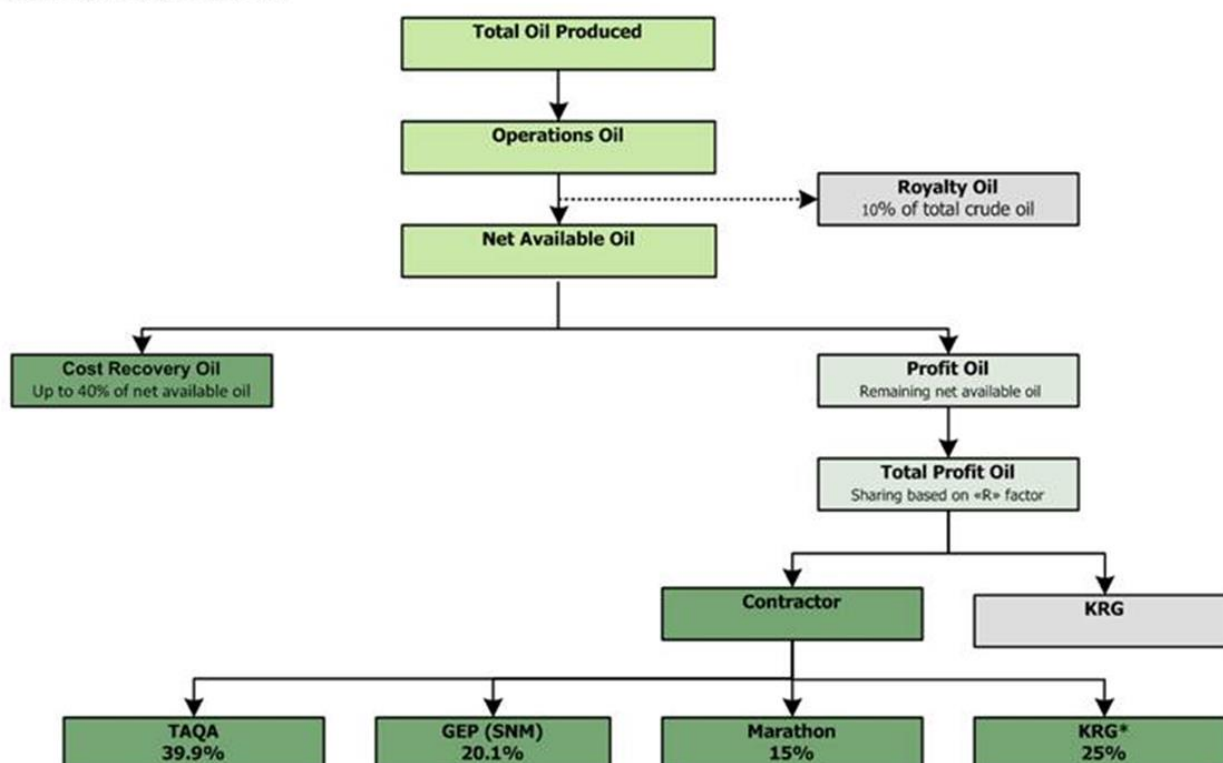 Total Oil Produced
Operations Oil
Royalty Oil
10% of total crude oil
Net Available Oil
Cost Recovery Oil
Up to 40% of net available oil
Profit Oil
Remaining net available oil
Total Profit Oil
Sharing based on «R» factor
Contractor
KRG
TAQA
39.9%
GEP (SNM)
20.1%
Marathon
15%
KRG*
25%